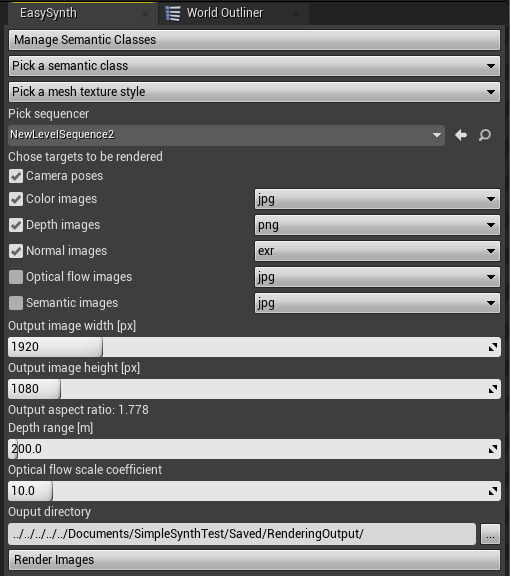 EasySynth World Outliner
Manage Semantic Classes
Pick a semantic class
Pick a mesh texture style
Pick sequencer
NewLevelSequence2
Chose targets to be rendered
Camera poses
Color images jpg
Depth images png
Normal images exr
Optical flow images jpg
Semantic images jpg
Output image width [px]
1920
Output image height [px]
1080
Output aspect ratio: 1.778
Depth range [m]
200.0
Optical flow scale coefficient
10.0
Ouput directory
../../../../../Documents/SimpleSynthTest/Saved/RenderingOutput/ ...
Render Images